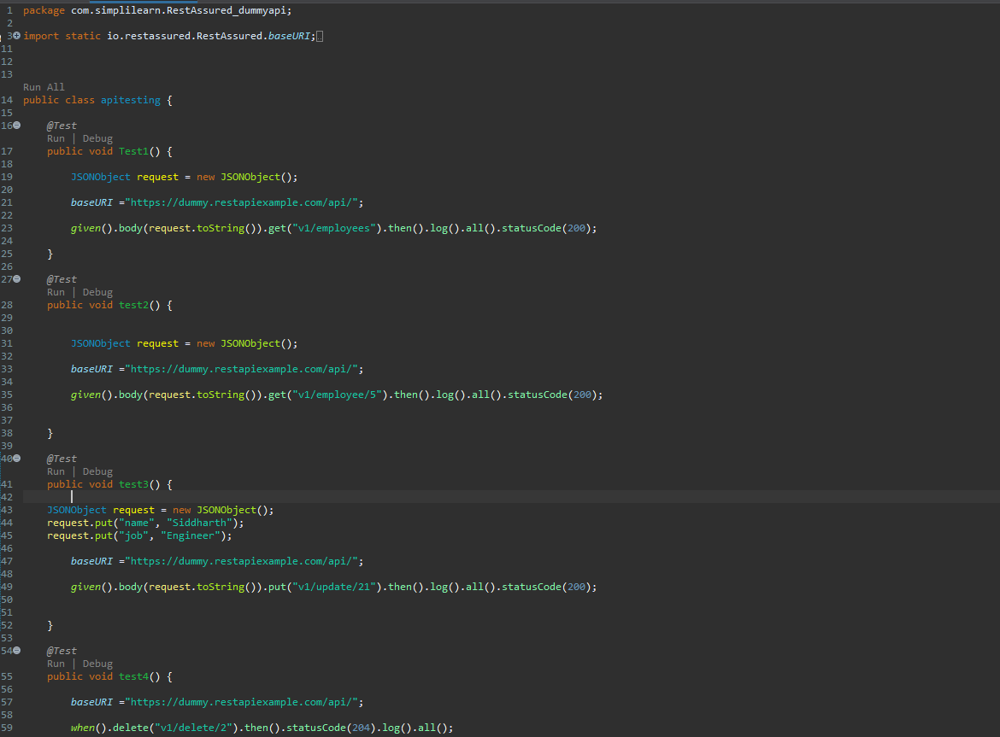 1 package com.simplilearn.RestAssured_dummyapi;
2
3 import static io.restassured.RestAssured.baseURI;
11
12
13
Run All
14 public class apitesting {
15
16 @Test
Run | Debug
17 public void Test1() {
18
19 JSONObject request = new JSONObject();
20
21 baseURI ="https://dummy.restapiexample.com/api/";
22
23 given().body(request.toString()).get("v1/employees").then().log().all().statusCode(200);
24
25 }
26
27 @Test
Run | Debug
28 public void test2() {
29
30
31 JSONObject request = new JSONObject();
32
33 baseURI ="https://dummy.restapiexample.com/api/";
34
35 given().body(request.toString()).get("v1/employee/5").then().log().all().statusCode(200);
36
37
38 }
39
40 @Test
Run | Debug
41 public void test3() {
42
43 JSONObject request = new JSONObject();
44 request.put("name", "Siddharth");
45 request.put("job", "Engineer");
46
47 baseURI ="https://dummy.restapiexample.com/api/";
48
49 given().body(request.toString()).put("v1/update/21").then().log().all().statusCode(200);
50
51
52 }
53
54 @Test
Run | Debug
55 public void test4() {
56
57 baseURI ="https://dummy.restapiexample.com/api/";
58
59 when().delete("v1/delete/2").then().statusCode(204).log().all();